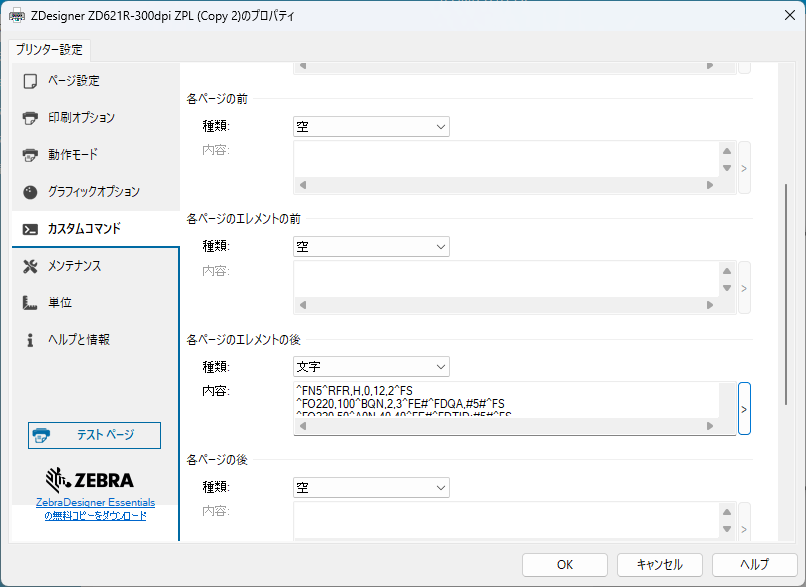 ZDesigner ZD621R-300dpi ZPL (Copy 2)のプロパティ
プリンター設定
ページ設定
印刷オプション
動作モード
グラフィックオプション
カスタムコマンド
メンテナンス
単位
ヘルプと情報
テスト ページ
ZEBRA
ZebraDesigner Essentials
の無料コピーをダウンロード
各ページの前
種類:
空
内容:
>
各ページのエレメントの前
種類:
空
内容:
>
各ページのエレメントの後
種類:
文字
内容:
^FN5^RFR,H,0,12,2^FS
^FO220,100^BQN,2,3^FE#^FDQA,#5#^FS
^FO220,50^A0N,40,40^FE#^FDTID:#5#^FS
>
各ページの後
種類:
空
内容:
>
OK
キャンセル
ヘルプ